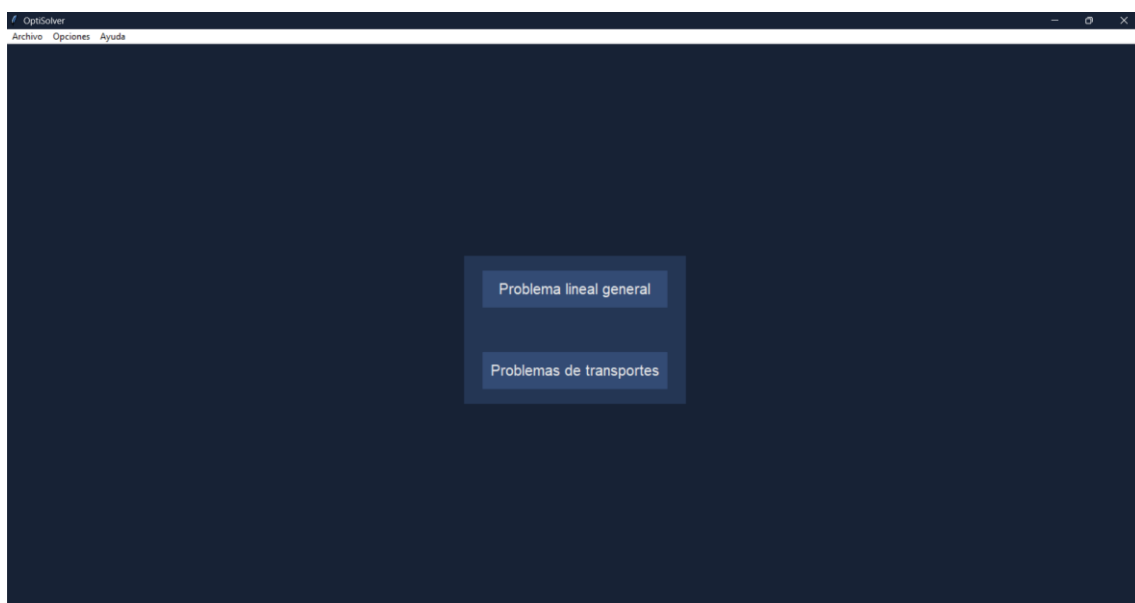 OptiSolver
Archivo Opciones Ayuda
Problema lineal general
Problemas de transportes